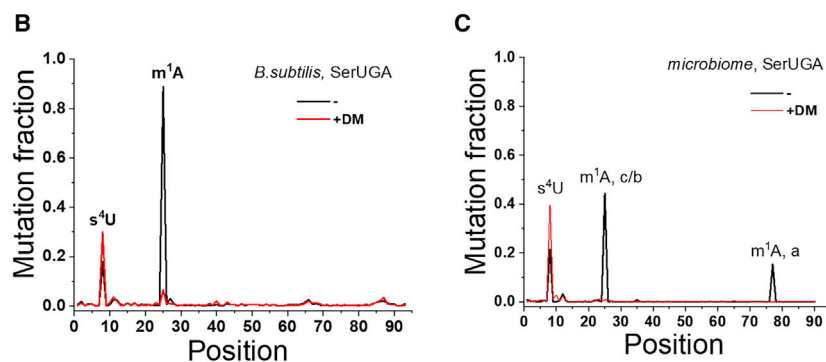 B
B.subtilis, SerUGA
-
+DM
m¹A
s⁴U
Mutation fraction
1.0
0.8
0.6
0.4
0.2
0.0
0 10 20 30 40 50 60 70 80 90
Position
C
microbiome, SerUGA
-
+DM
s⁴U
m¹A, c/b
m¹A, a
Mutation fraction
1.0
0.8
0.6
0.4
0.2
0.0
0 10 20 30 40 50 60 70 80 90
Position